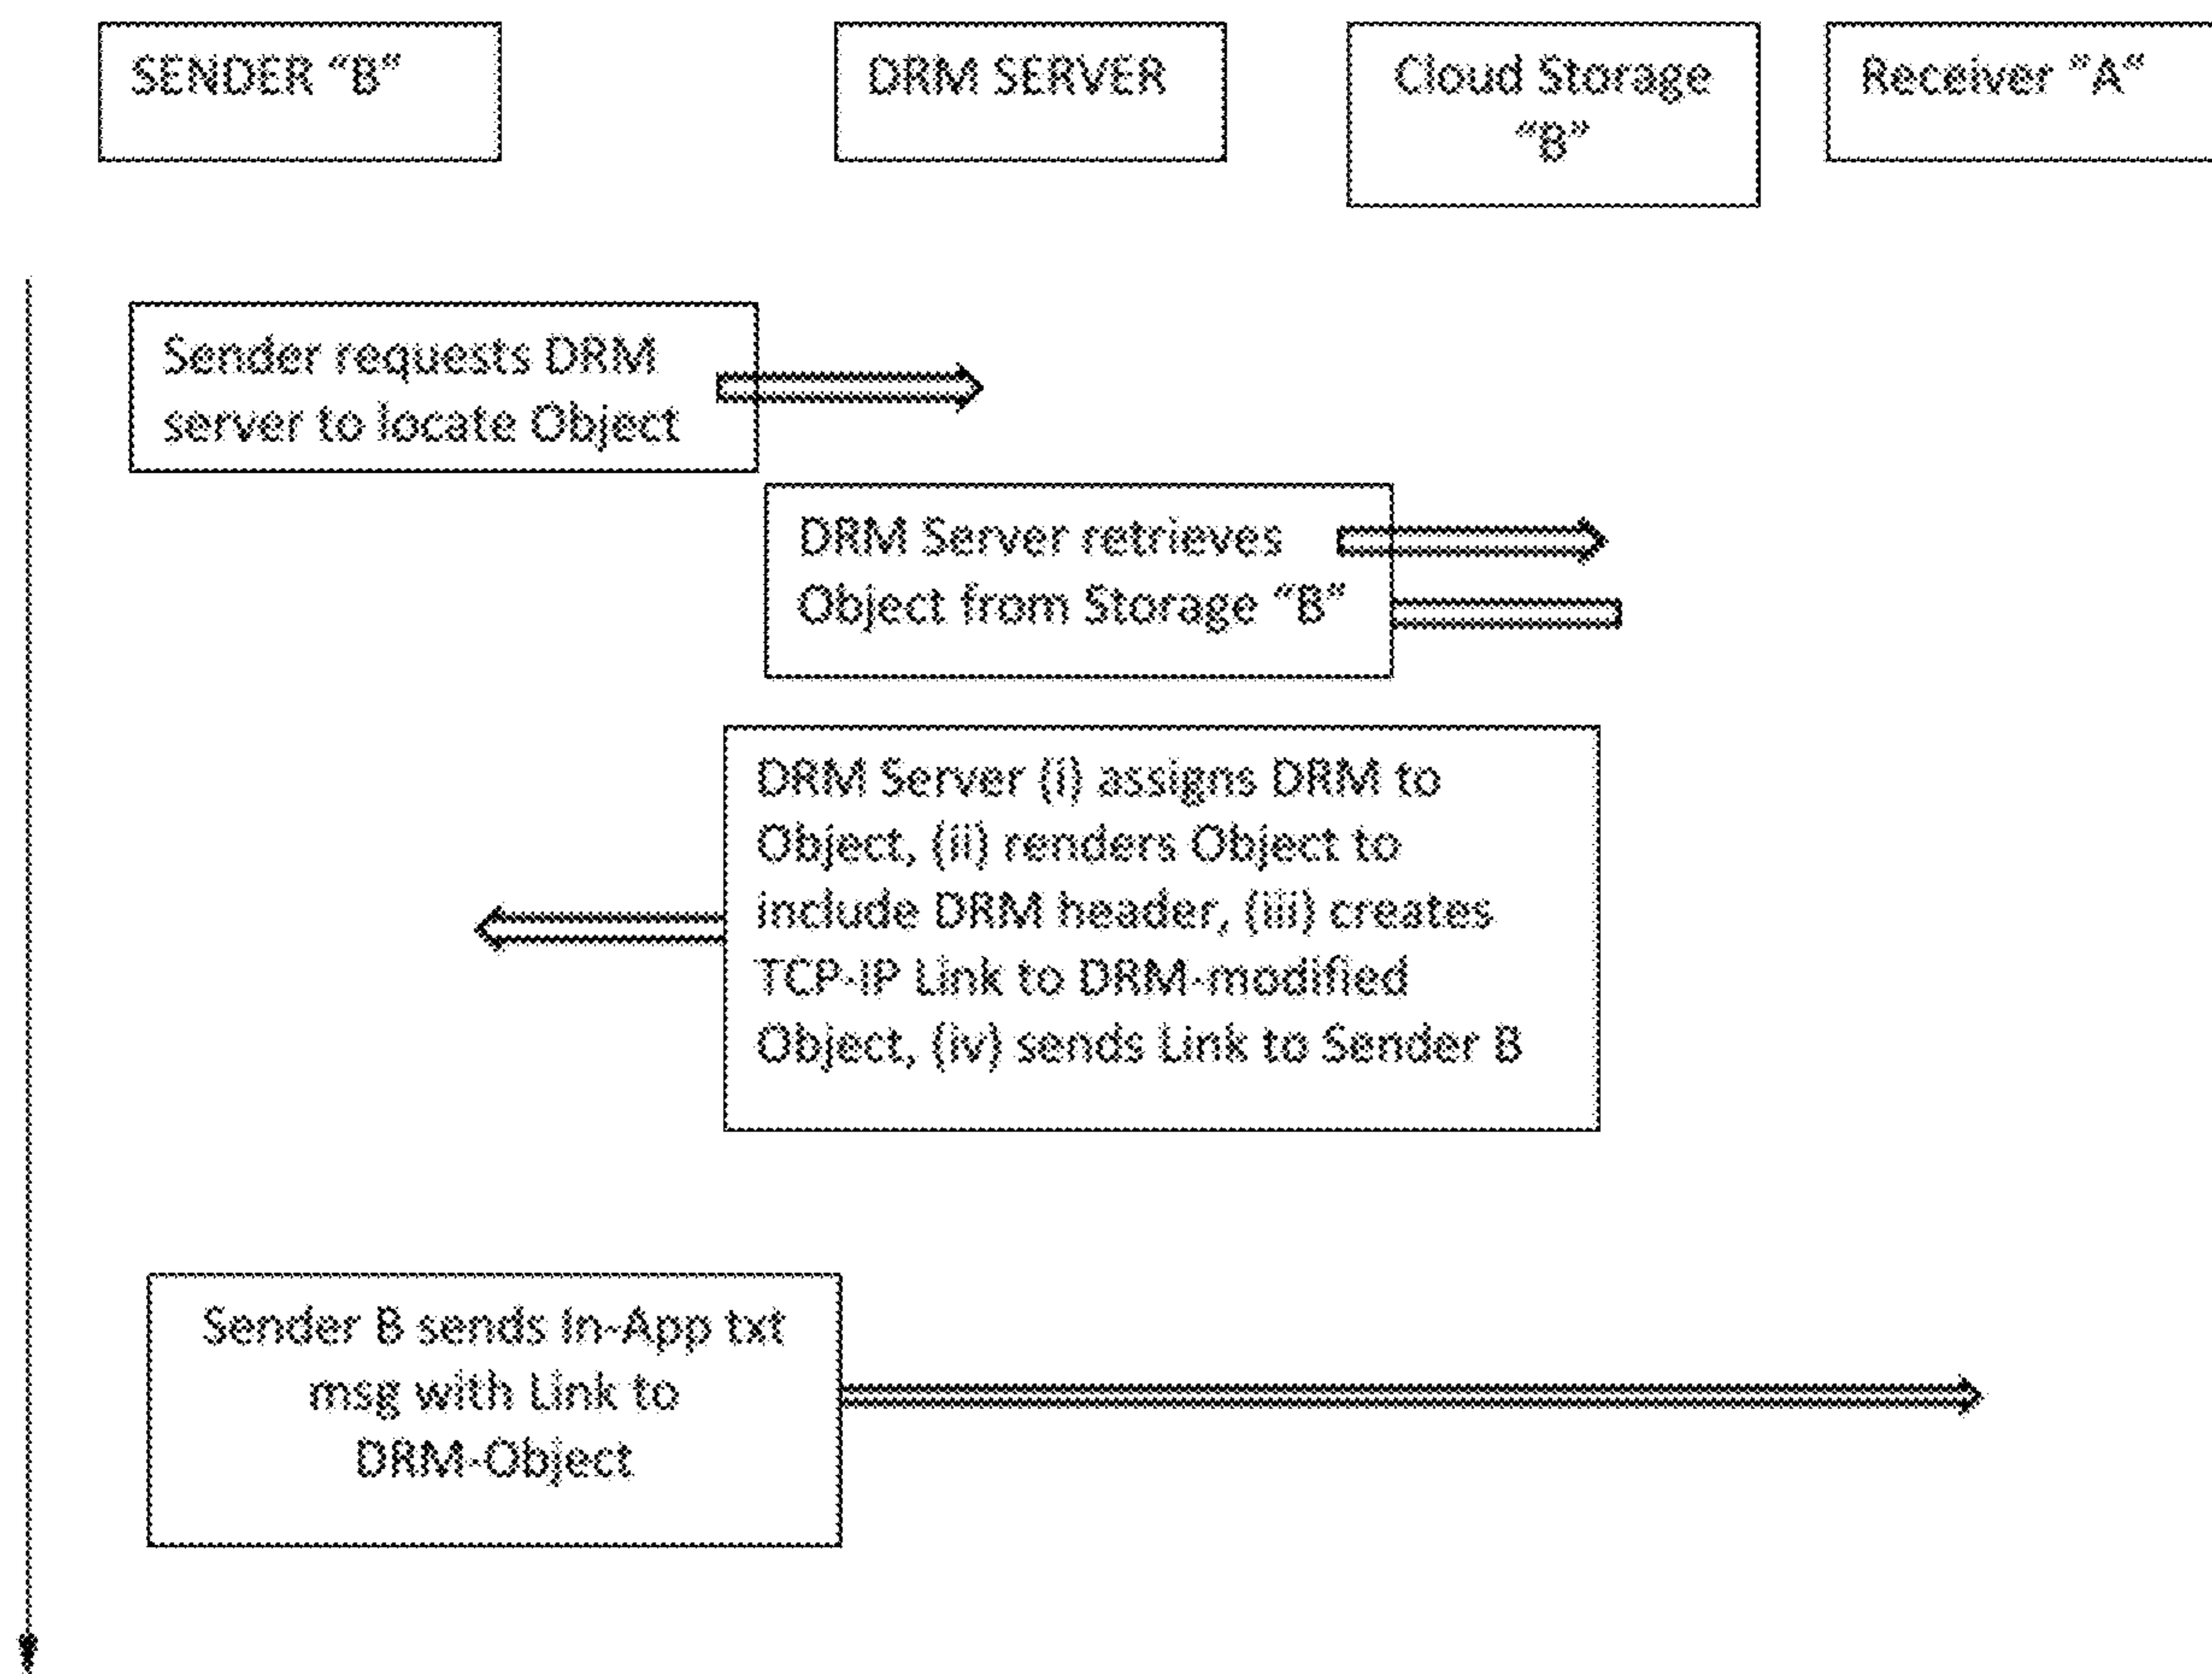 SENDER “B”
DRM SERVER
Cloud Storage
“B”
Receiver “A”
Sender requests DRM
server to locate Object
DRM Server retrieves
Object from Storage “B”
DRM Server (i) assigns DRM to
Object, (ii) renders Object to
include DRM header, (iii) creates
TCP-IP Link to DRM-modified
Object, (iv) sends Link to Sender B
Sender B sends In-App txt
msg with Link to
DRM-Object